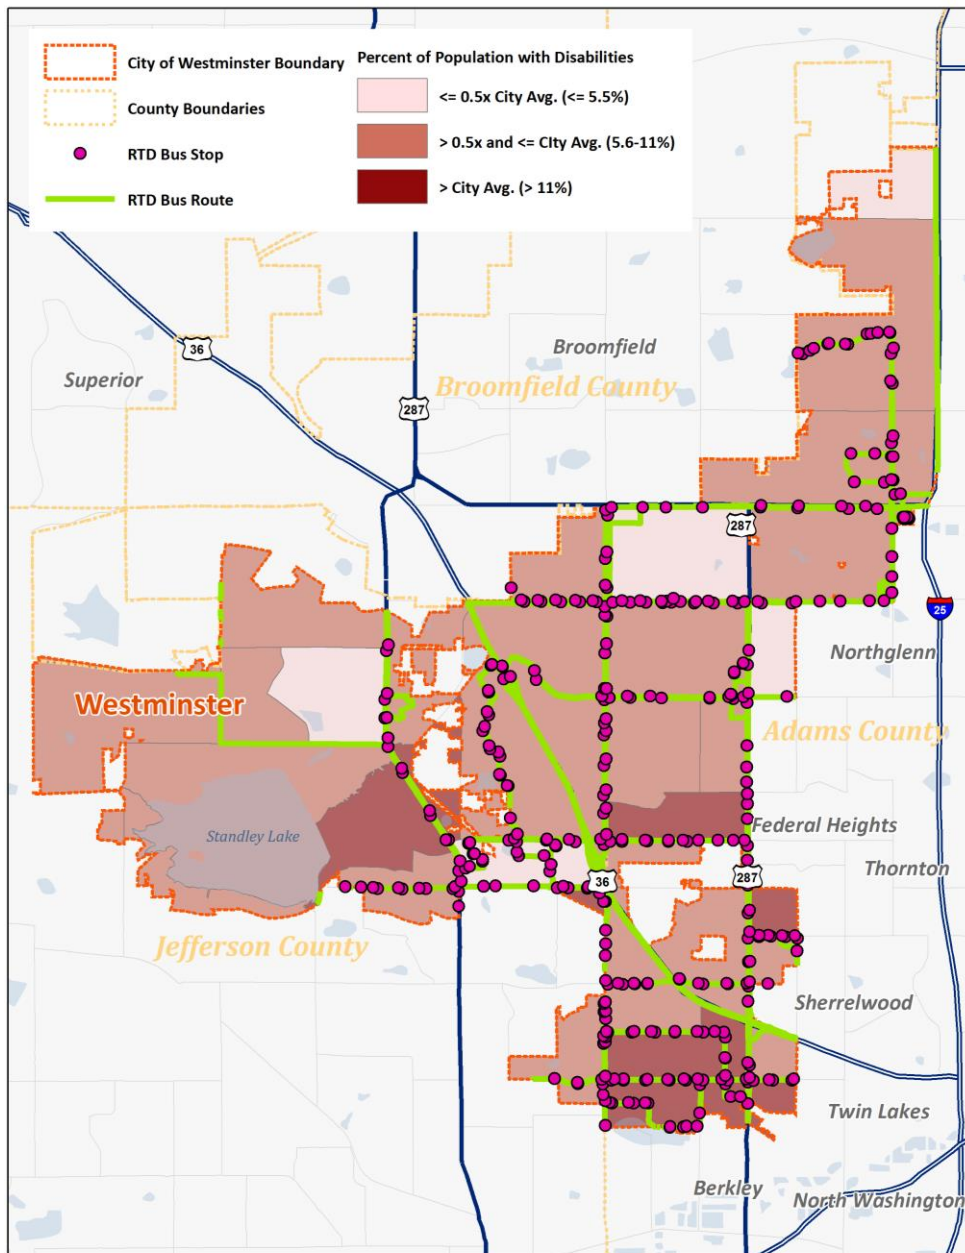 City of Westminster Boundary
County Boundaries
RTD Bus Stop
RTD Bus Route
Percent of Population with Disabilities
<= 0.5x City Avg. (<= 5.5%)
> 0.5x and <= CIty Avg. (5.6-11%)
> City Avg. (> 11%)
36
Superior
Broomfield
Broomfield County
287
287
25
Northglenn
Westminster
Adams County
Standley Lake
Federal Heights
Thornton
36
287
Jefferson County
Sherrelwood
Twin Lakes
Berkley
North Washington